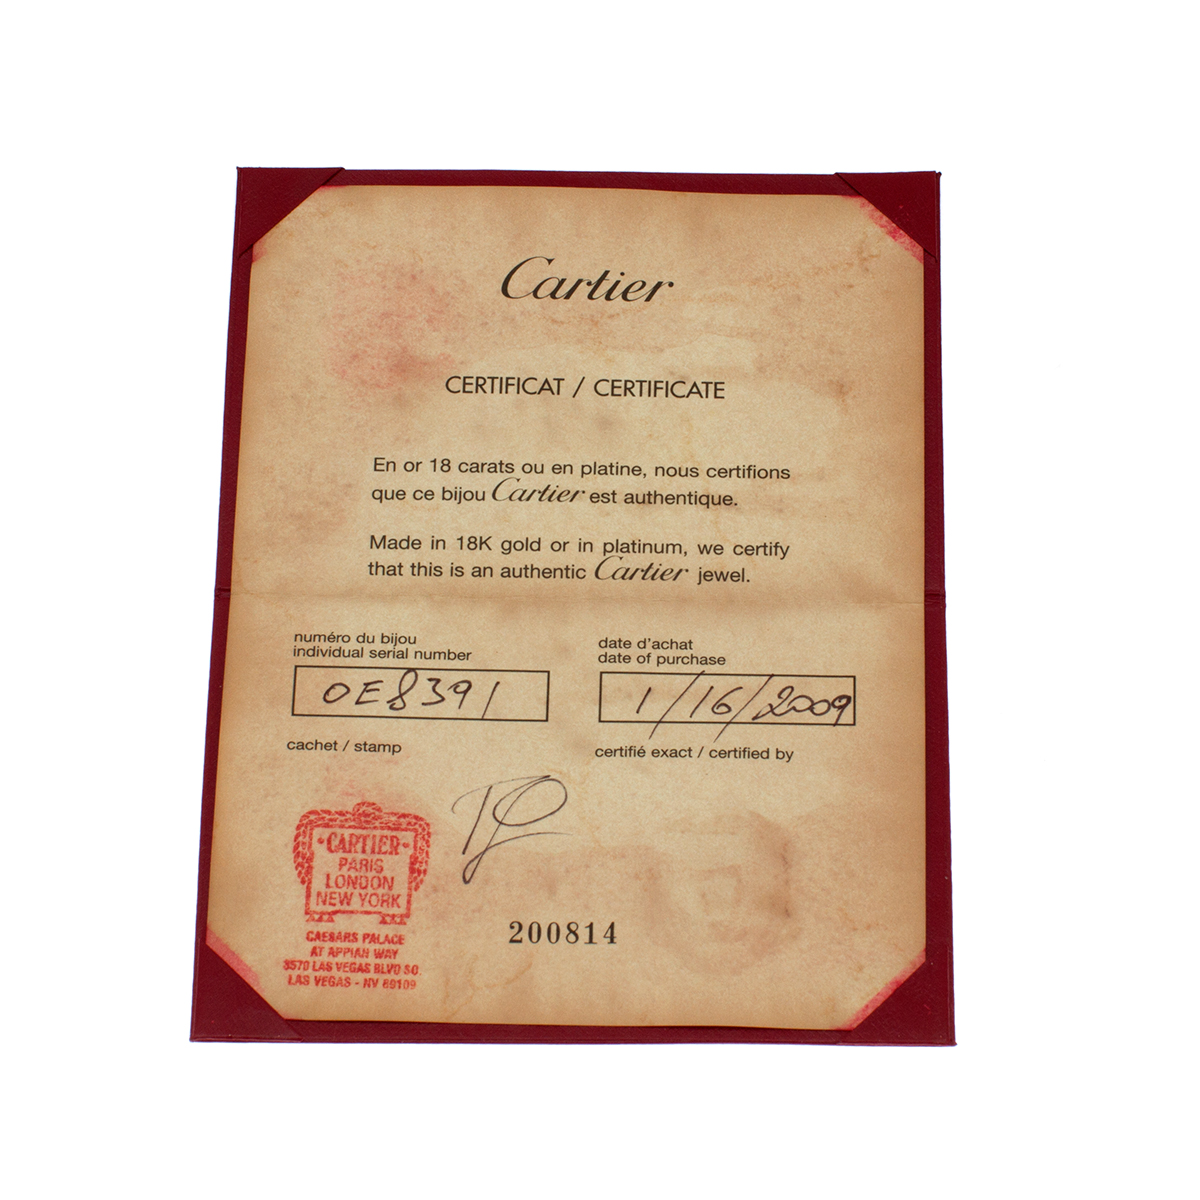 Cartier
CERTIFICAT / CERTIFICATE
En or 18 carats ou en platine, nous certifions
que ce bijou Cartier est authentique.
Made in 18K gold or in platinum, we certify
that this is an authentic Cartier jewel.
numéro du bijou
individual serial number
OE8391
date d'achat
date of purchase
1/16/2009
cachet / stamp
certifié exact / certified by
CARTIER
PARIS
LONDON
NEW YORK
CAESARS PALACE
AT APPIAN WAY
3570 LAS VEGAS BLVD SO.
LAS VEGAS - NV 89109
200814